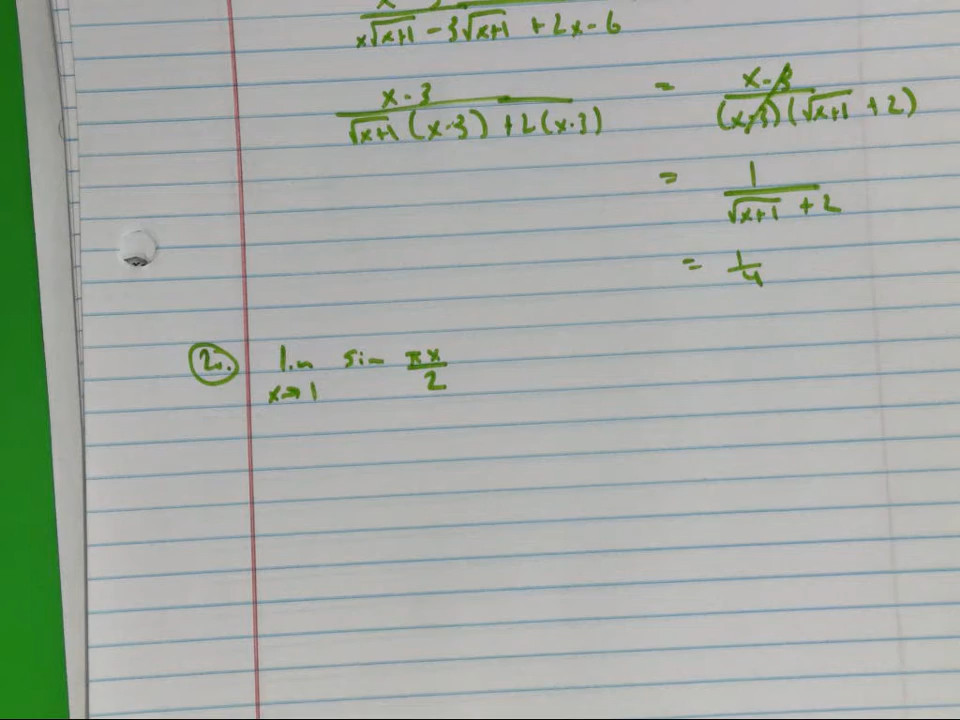 x√x+1 - 3√x+1 + 2x - 6
x - 3 / √x+1 (x-3) + 2(x-3) = x - 3 / (x-3)(√x+1 + 2)
= 1 / √x+1 + 2
= 1/4
2. lim x→1 sin πx/2